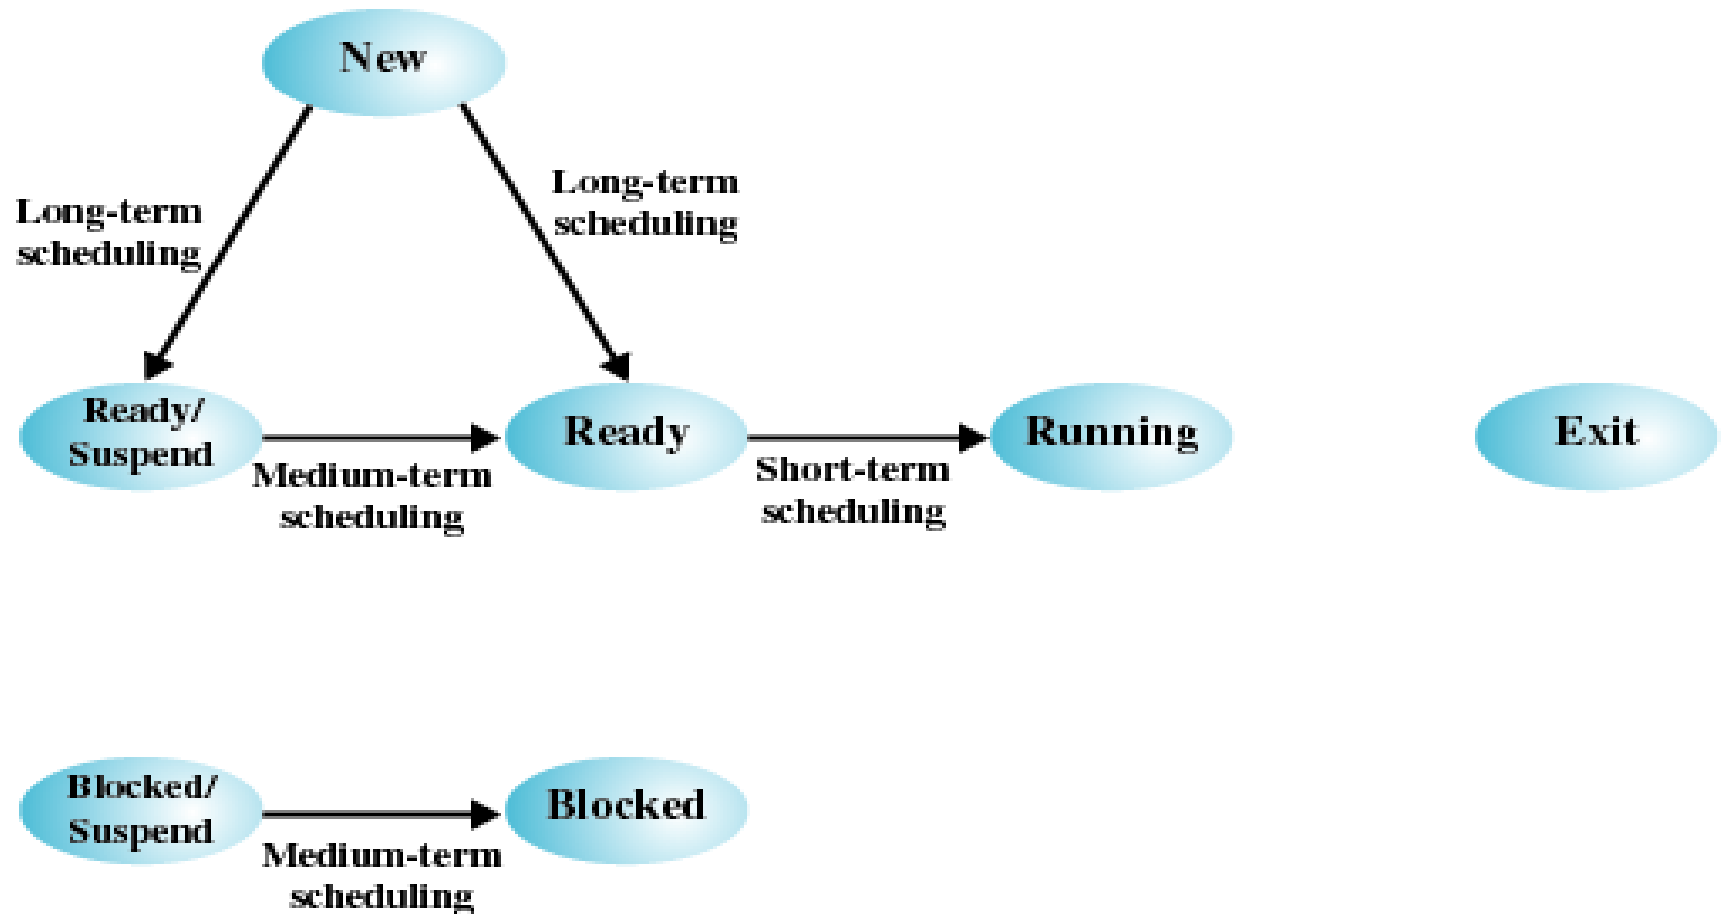 New
Long-term
scheduling
Long-term
scheduling
Ready/
Suspend
Medium-term
scheduling
Ready
Short-term
scheduling
Running
Exit
Blocked/
Suspend
Medium-term
scheduling
Blocked